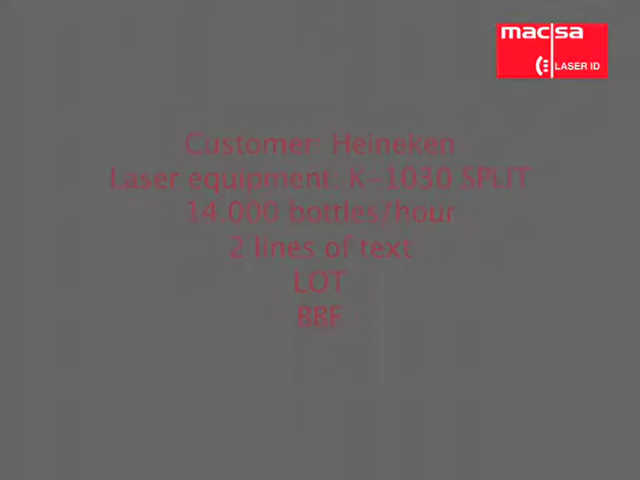 macsa
LASER ID
Customer: Heineken
Laser equipment: K-1030 SPLIT
14.000 bottles/hour
2 lines of text
LOT
BBF